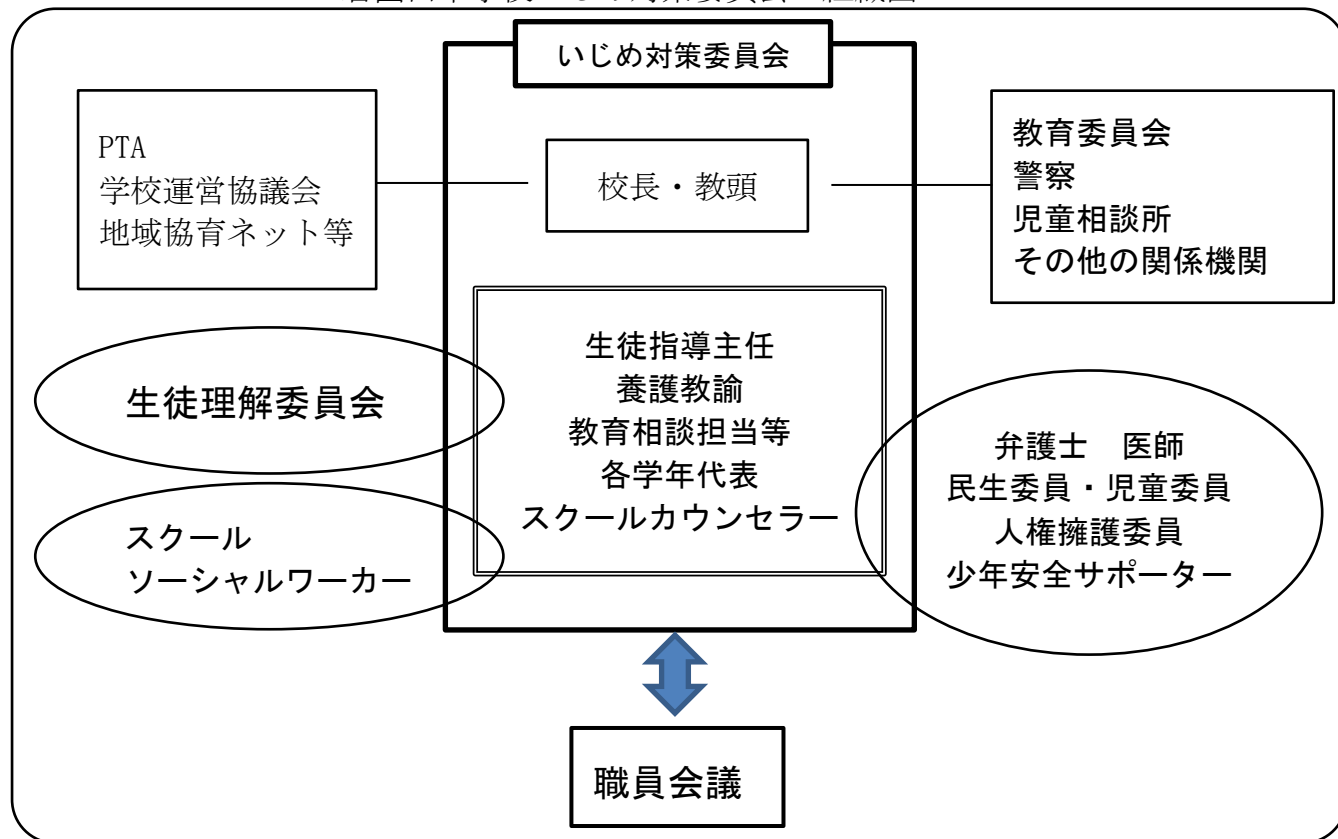 いじめ対策委員会
PTA
学校運営協議会
地域協育ネット等
校長・教頭
教育委員会
警察
児童相談所
その他の関係機関
生徒指導主任
養護教諭
教育相談担当等
各学年代表
スクールカウンセラー
生徒理解委員会
スクール
ソーシャルワーカー
弁護士　医師
民生委員・児童委員
人権擁護委員
少年安全サポーター
職員会議